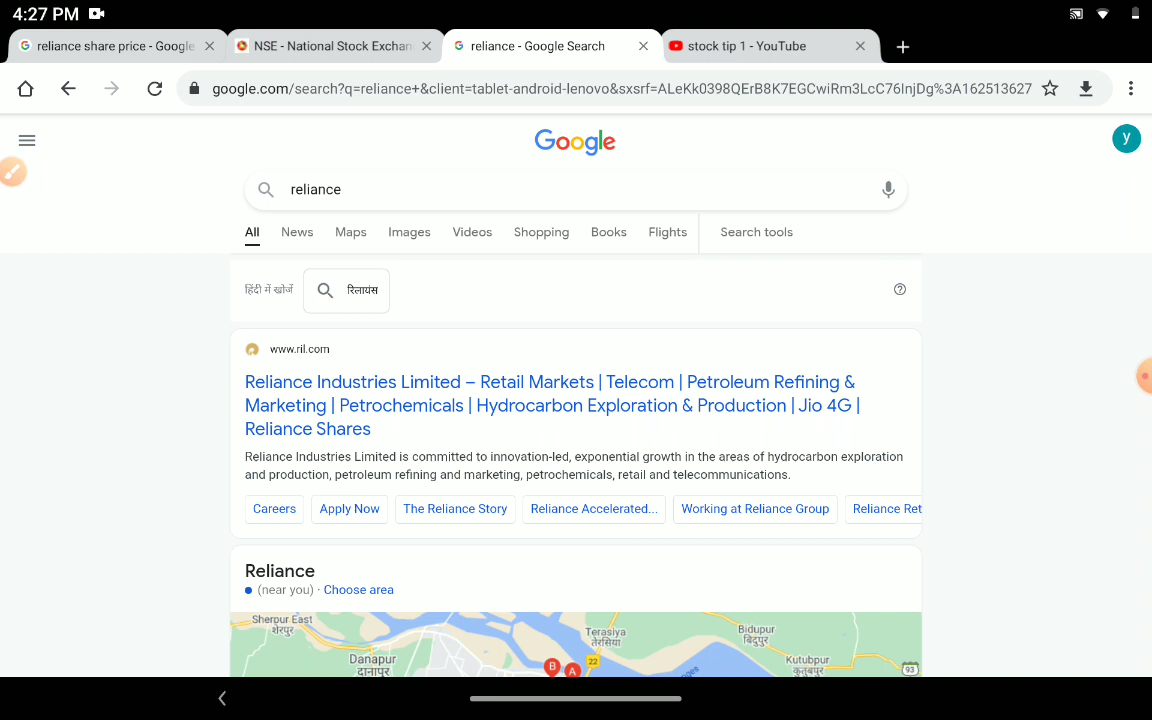 4:27 PM
reliance share price - Google
NSE - National Stock Exchan
reliance - Google Search
stock tip 1 - YouTube
google.com/search?q=reliance+&client=tablet-android-lenovo&sxsrf=ALeKk0398QErB8K7EGCwiRm3LcC76InjDg%3A162513627
Google
y
reliance
All News Maps Images Videos Shopping Books Flights Search tools
हिंदी में खोजें रिलायंस
www.ril.com
Reliance Industries Limited – Retail Markets | Telecom | Petroleum Refining &
Marketing | Petrochemicals | Hydrocarbon Exploration & Production | Jio 4G |
Reliance Shares
Reliance Industries Limited is committed to innovation-led, exponential growth in the areas of hydrocarbon exploration
and production, petroleum refining and marketing, petrochemicals, retail and telecommunications.
Careers Apply Now The Reliance Story Reliance Accelerated... Working at Reliance Group Reliance Ret
Reliance
(near you) · Choose area
Sherpur East
शेरपुर
Terasiya
तेरसिया
Bidupur
बिदुपुर
Danapur
दानापुर
B
A
22
Kutubpur
कुतुबपुर
93